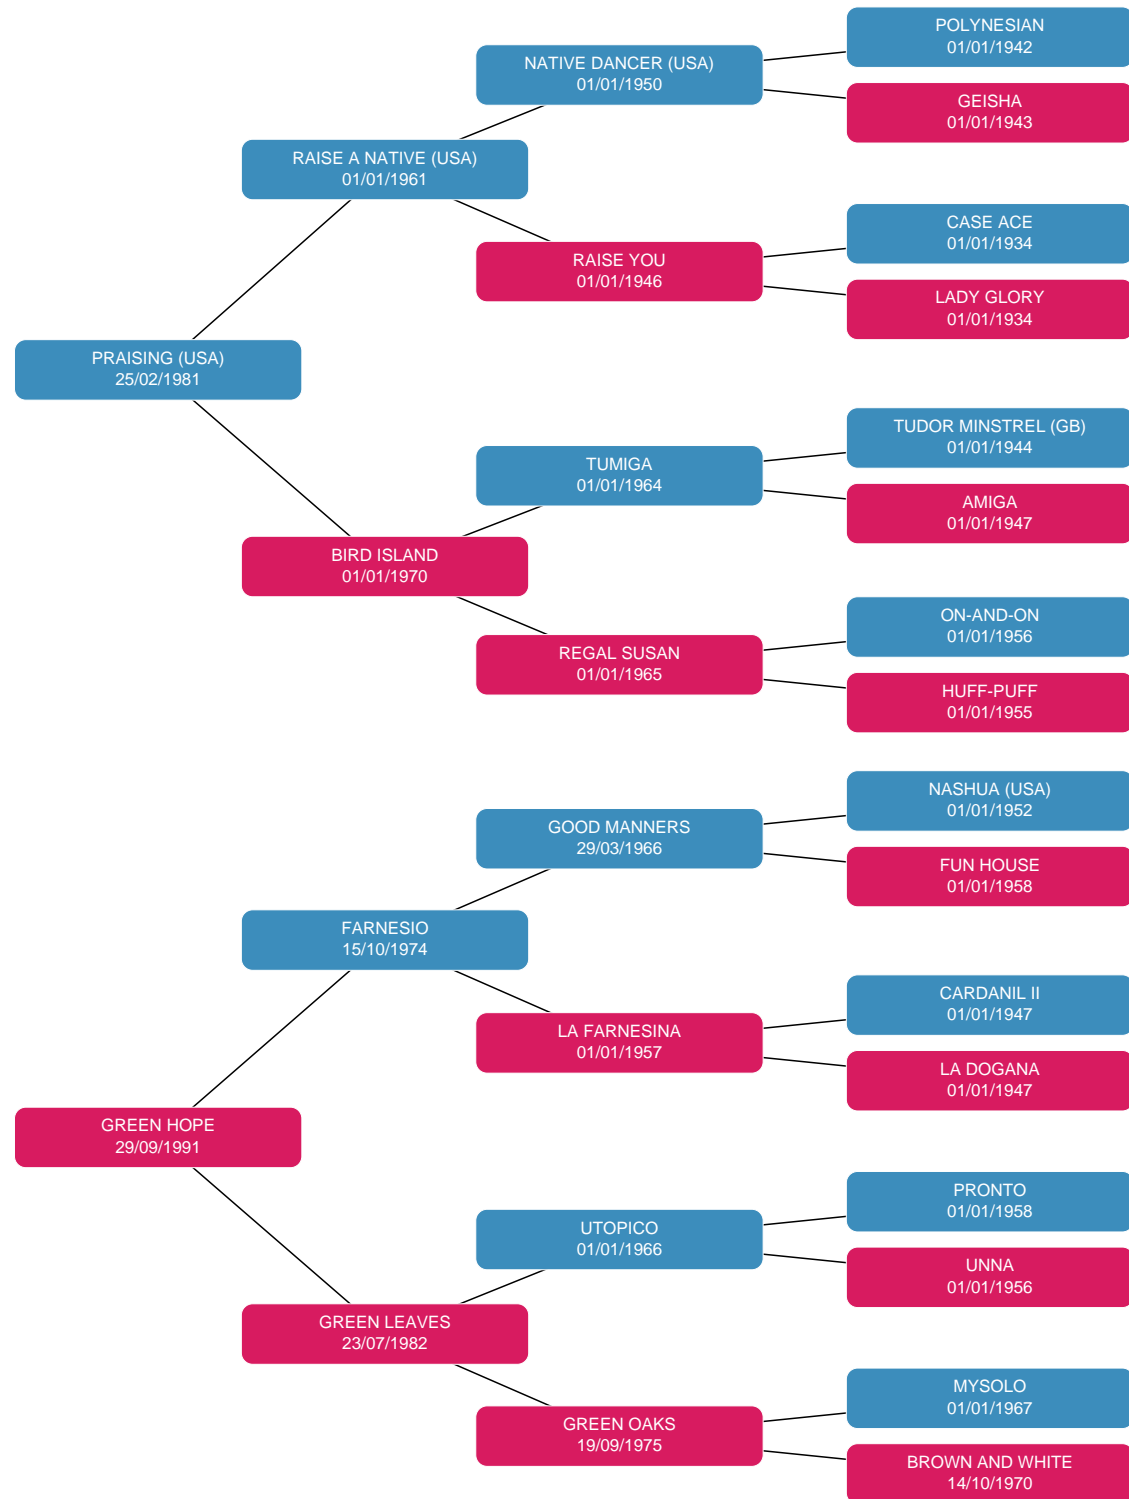 POLYNESIAN
01/01/1942
NATIVE DANCER (USA)
01/01/1950
GEISHA
01/01/1943
RAISE A NATIVE (USA)
01/01/1961
CASE ACE
01/01/1934
RAISE YOU
01/01/1946
LADY GLORY
01/01/1934
PRAISING (USA)
25/02/1981
TUDOR MINSTREL (GB)
01/01/1944
TUMIGA
01/01/1964
AMIGA
01/01/1947
BIRD ISLAND
01/01/1970
ON-AND-ON
01/01/1956
REGAL SUSAN
01/01/1965
HUFF-PUFF
01/01/1955
NASHUA (USA)
01/01/1952
GOOD MANNERS
29/03/1966
FUN HOUSE
01/01/1958
FARNESIO
15/10/1974
CARDANIL II
01/01/1947
LA FARNESINA
01/01/1957
LA DOGANA
01/01/1947
GREEN HOPE
29/09/1991
PRONTO
01/01/1958
UTOPICO
01/01/1966
UNNA
01/01/1956
GREEN LEAVES
23/07/1982
MYSOLO
01/01/1967
GREEN OAKS
19/09/1975
BROWN AND WHITE
14/10/1970